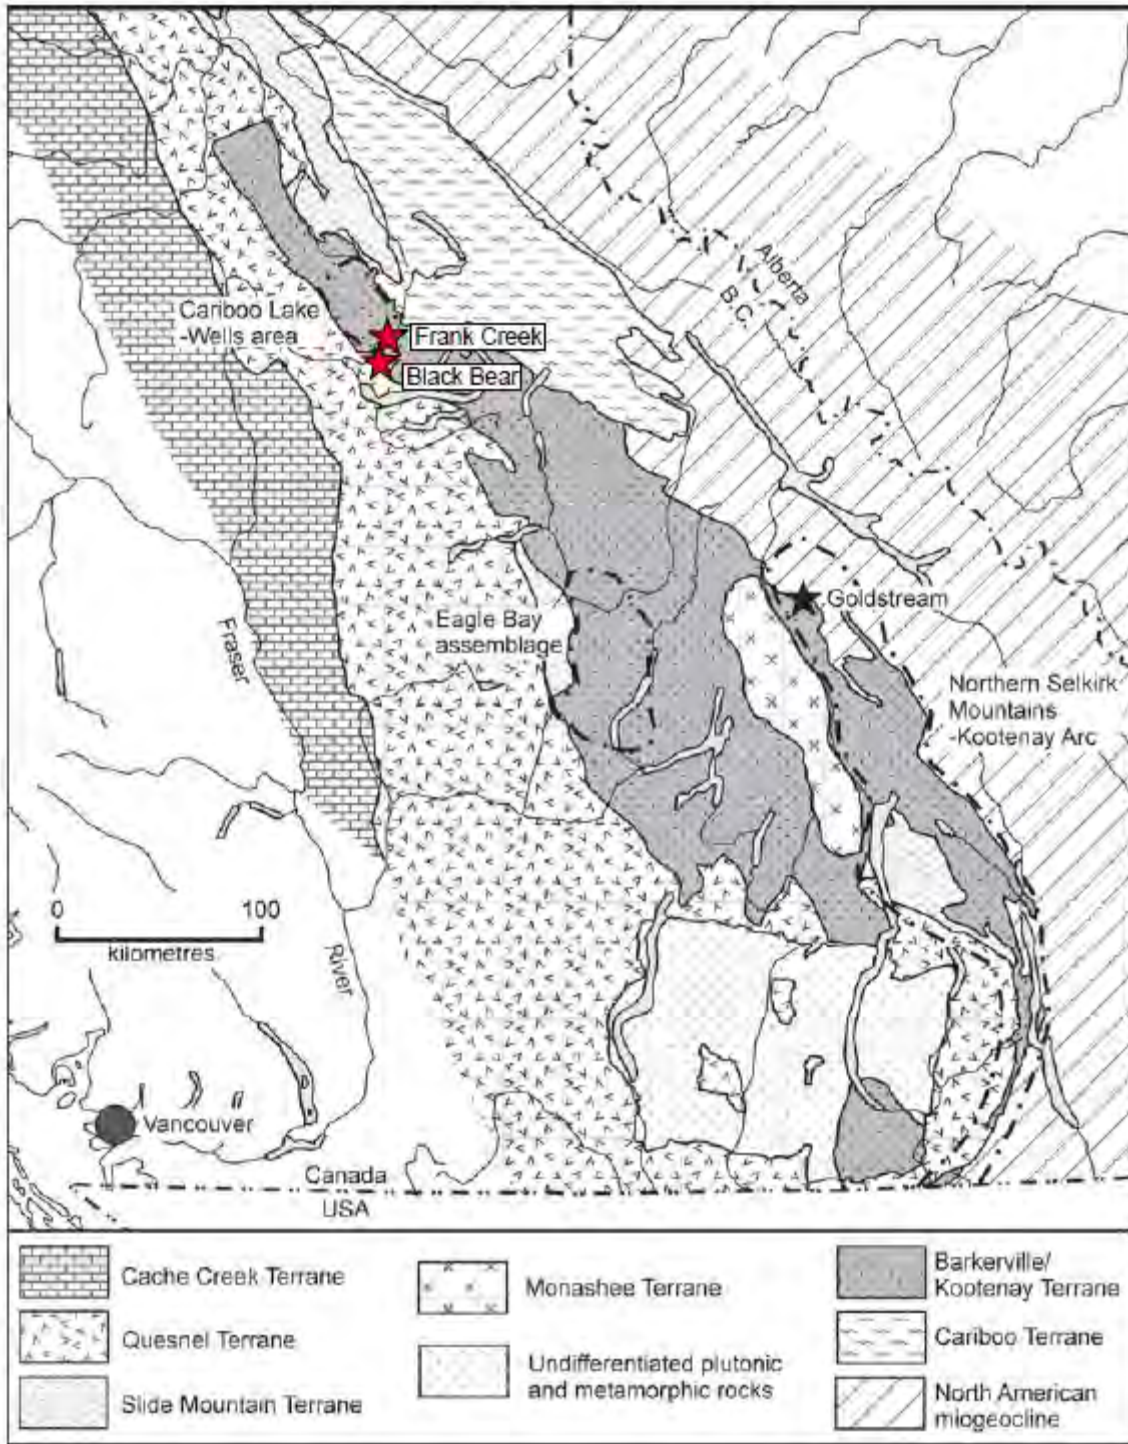 Alberta
B.C.
Cariboo Lake
-Wells area
Frank Creek
Black Bear
Goldstream
Eagle Bay
assemblage
Fraser
Northern Selkirk
Mountains
-Kootenay Arc
0 100
kilometres
River
Vancouver
Canada
USA
Cache Creek Terrane
Quesnel Terrane
Slide Mountain Terrane
Monashee Terrane
Undifferentiated plutonic
and metamorphic rocks
Barkerville/
Kootenay Terrane
Cariboo Terrane
North American
miogeocline